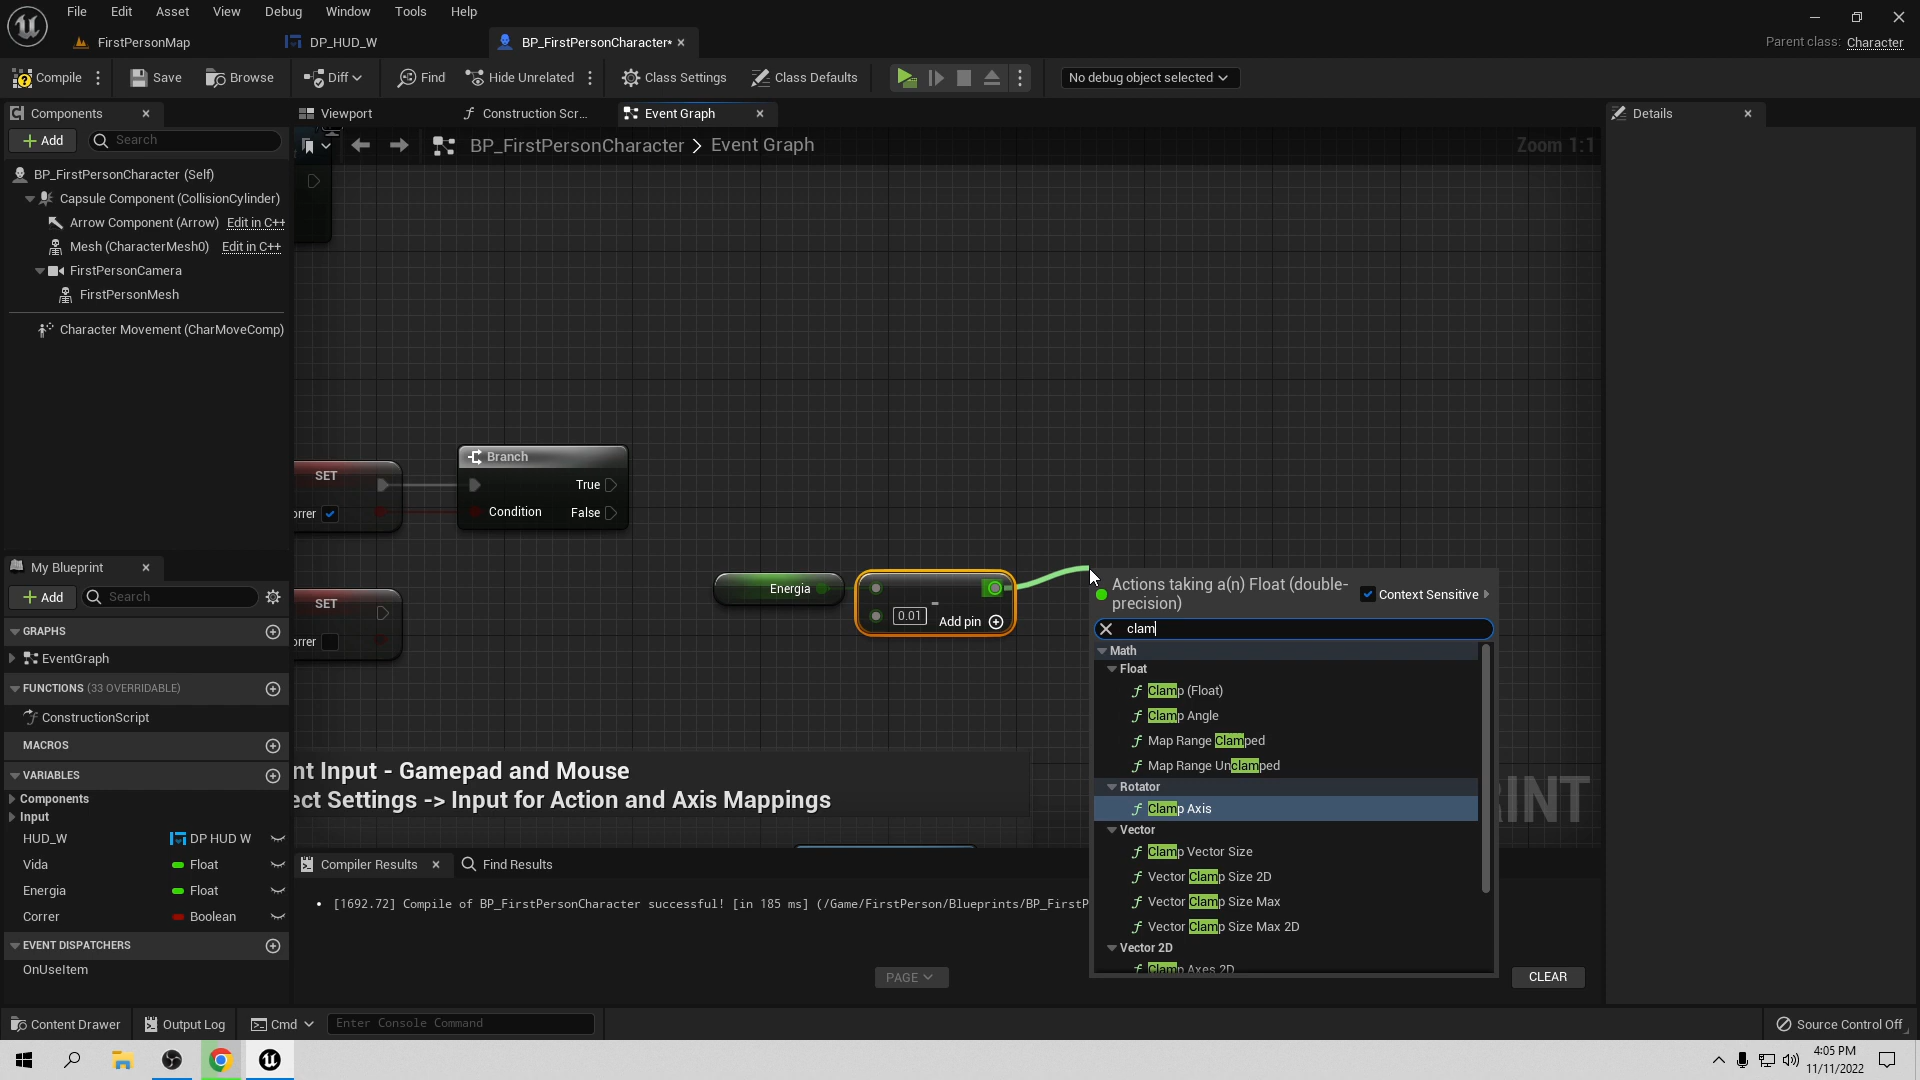 File Edit Asset View Debug Window Tools Help
FirstPersonMap
DP_HUD_W
BP_FirstPersonCharacter*
Parent class: Character
Compile
Save
Browse
Diff
Find
Hide Unrelated
Class Settings
Class Defaults
No debug object selected
Components
Viewport
Construction Scr...
Event Graph
Details
Add
Search
BP_FirstPersonCharacter > Event Graph
Zoom 1:1
BP_FirstPersonCharacter (Self)
Capsule Component (CollisionCylinder)
Arrow Component (Arrow) Edit in C++
Mesh (CharacterMesh0) Edit in C++
FirstPersonCamera
FirstPersonMesh
Character Movement (CharMoveComp)
SET
orrer
Branch
True
Condition
False
SET
orrer
Energia
-
0.01
Add pin
Actions taking a(n) Float (double-
precision)
Context Sensitive
clam
Math
Float
Clamp (Float)
Clamp Angle
Map Range Clamped
Map Range Unclamped
Rotator
Clamp Axis
Vector
Clamp Vector Size
Vector Clamp Size 2D
Vector Clamp Size Max
Vector Clamp Size Max 2D
Vector 2D
Clamp Axes 2D
nt Input - Gamepad and Mouse
ect Settings -> Input for Action and Axis Mappings
RINT
My Blueprint
Add
Search
GRAPHS
EventGraph
FUNCTIONS (33 OVERRIDABLE)
ConstructionScript
MACROS
VARIABLES
Components
Input
HUD_W DP HUD W
Vida Float
Energia Float
Correr Boolean
EVENT DISPATCHERS
OnUseItem
Compiler Results
Find Results
[1692.72] Compile of BP_FirstPersonCharacter successful! [in 185 ms] (/Game/FirstPerson/Blueprints/BP_FirstP
PAGE
CLEAR
Content Drawer
Output Log
Cmd
Enter Console Command
Source Control Off
4:05 PM
11/11/2022